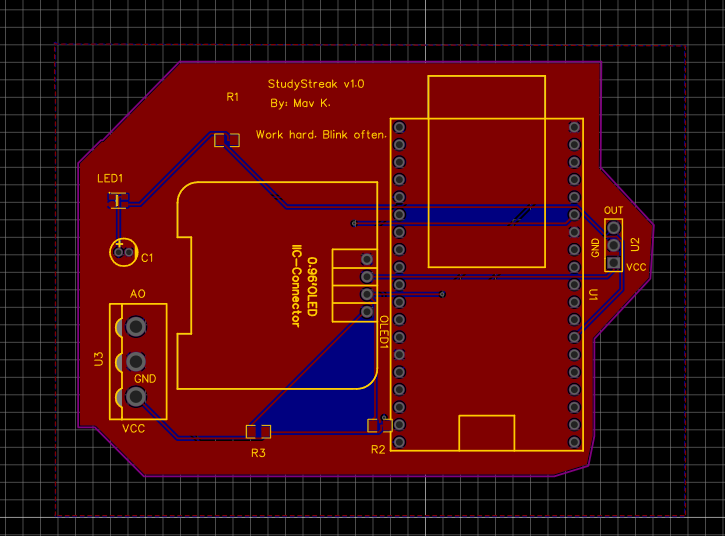 StudyStreak v1.0
By: Mav K.
R1
Work hard. Blink often.
LED1
C1
OUT
GND
U2
VCC
0.96'OLED
IIC-Connector
OLED1
U1
AO
U3
GND
VCC
R3
R2